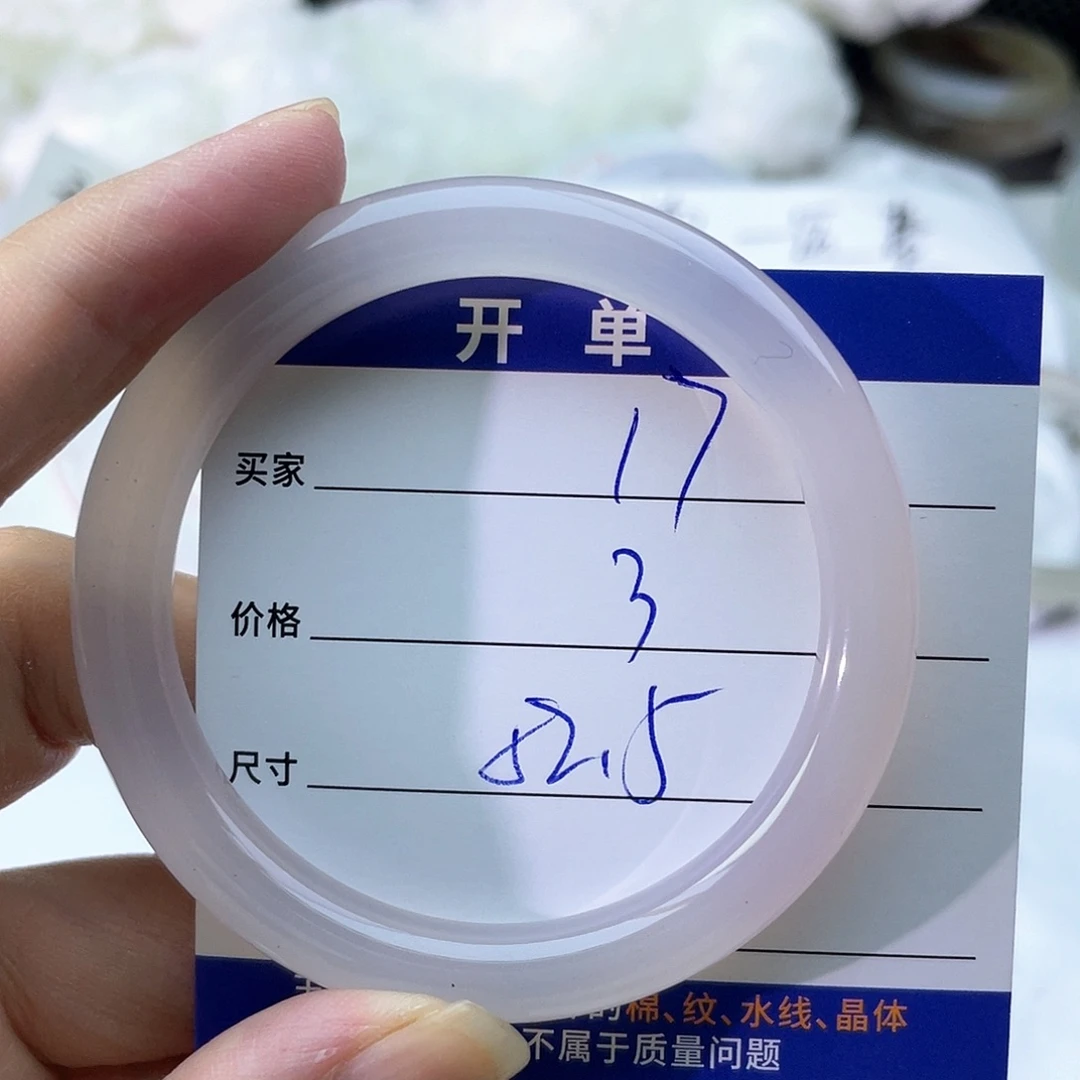 开单
买家 17
价格 3
尺寸 52.5
的棉、纹、水线、晶体
不属于质量问题